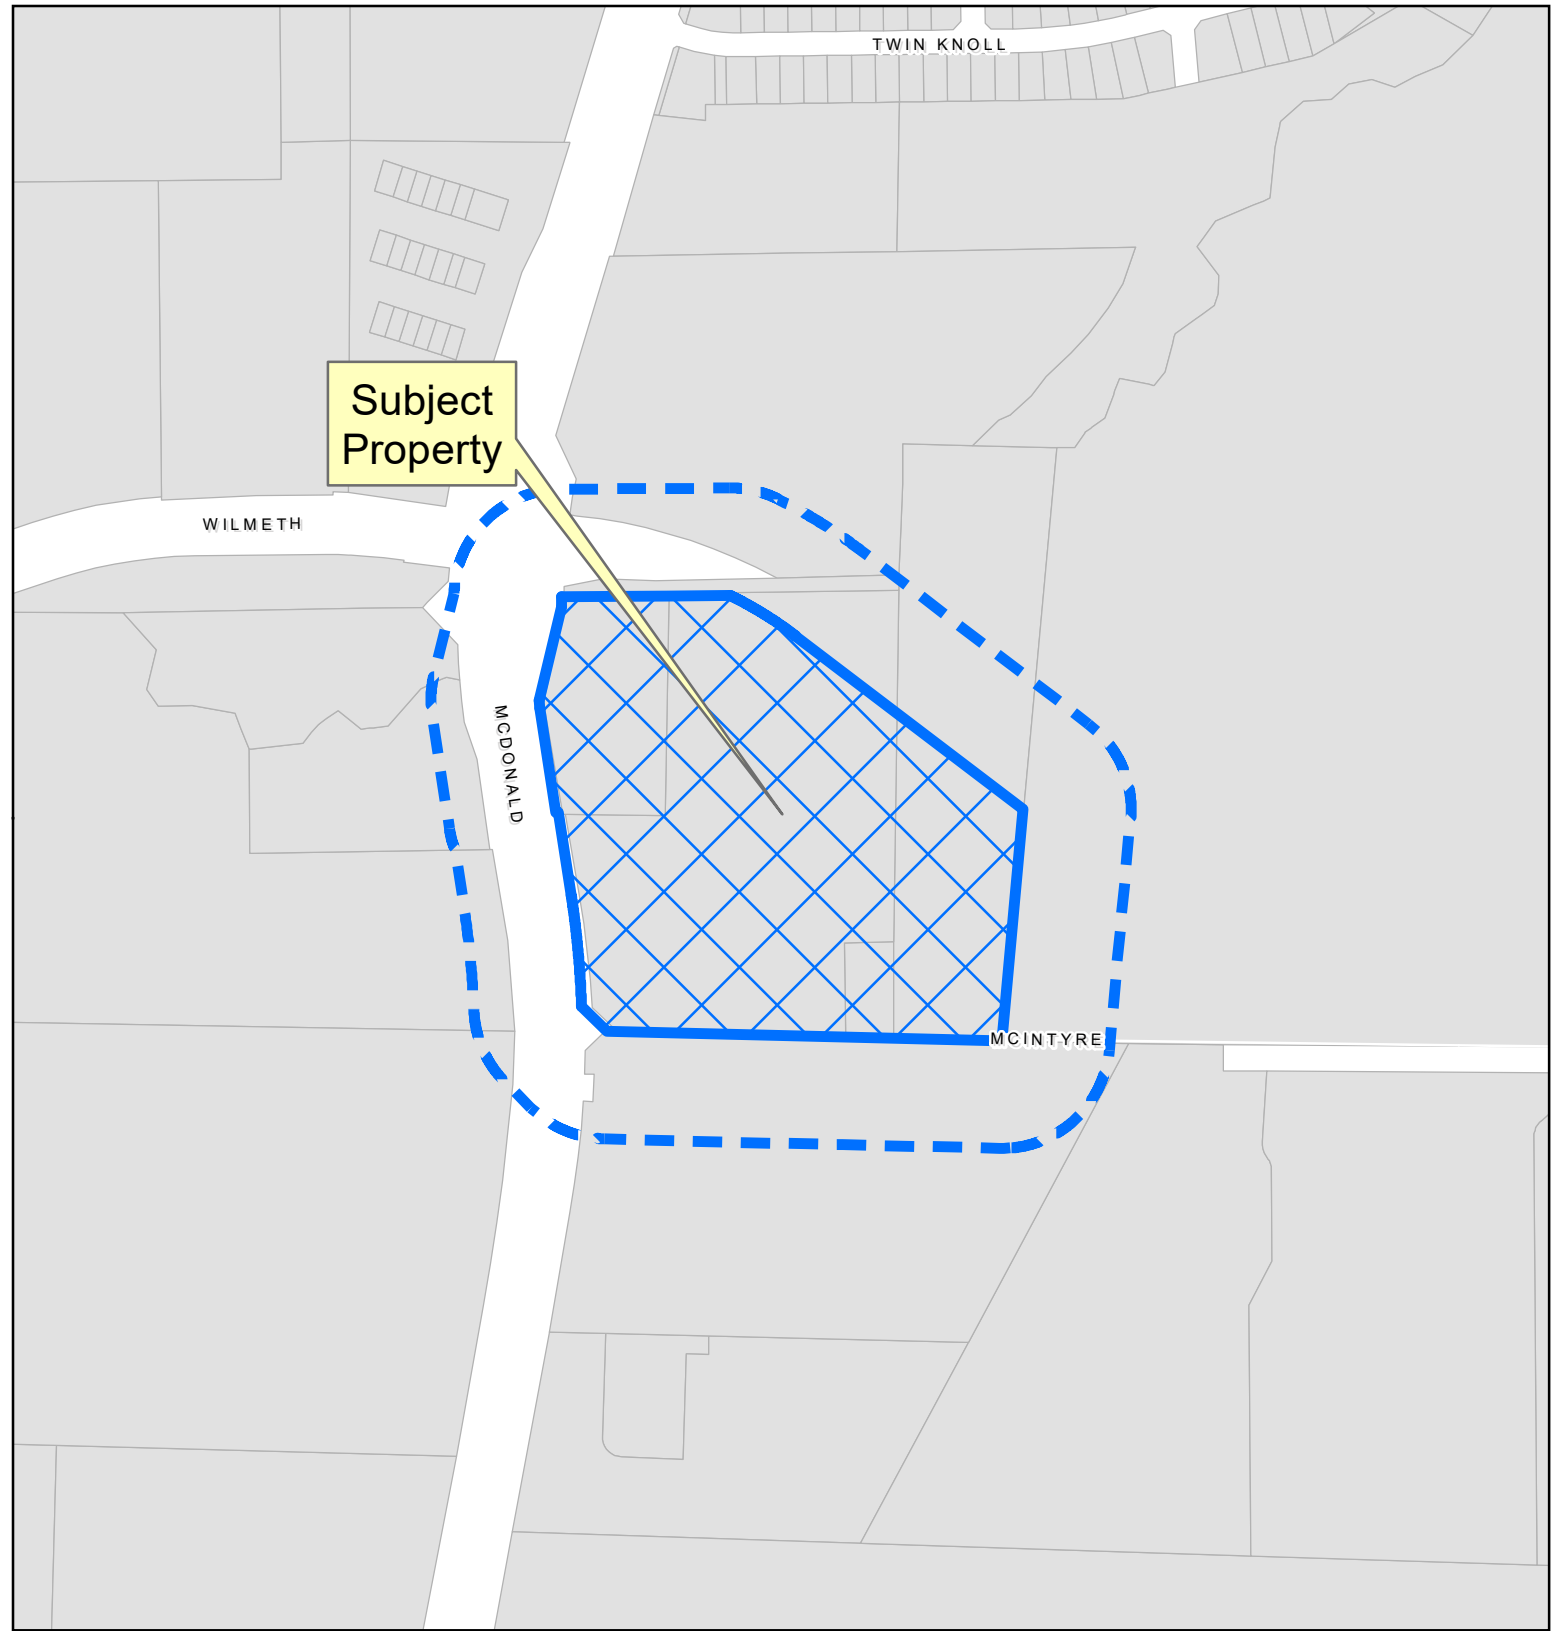 TWIN KNOLL
Subject
Property
WILMETH
MCDONALD
MCINTYRE